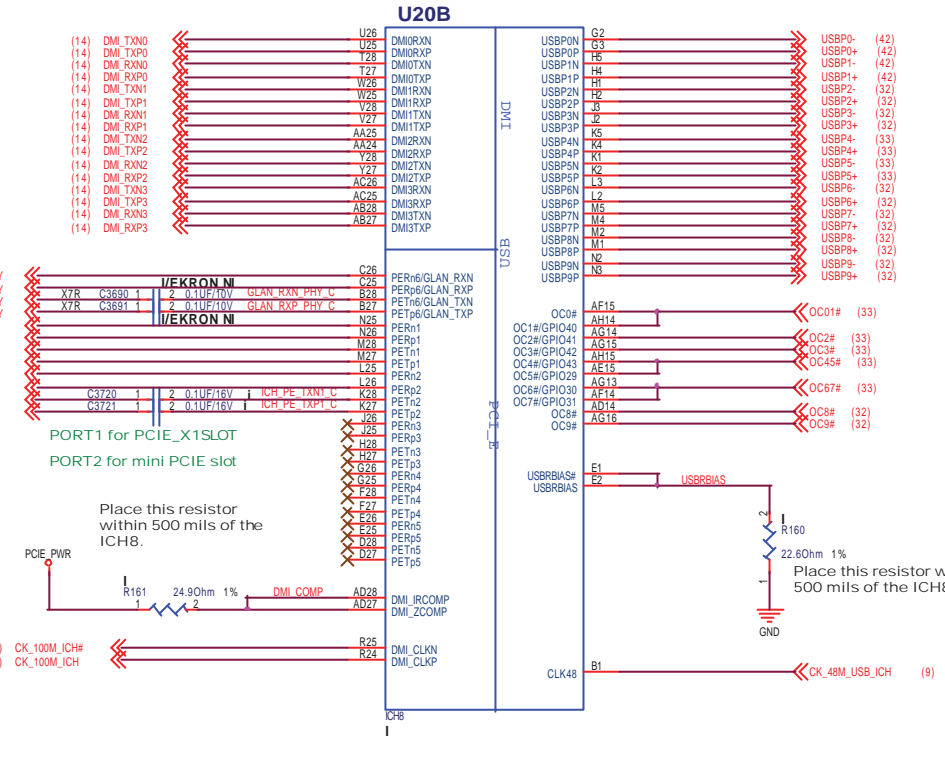 U20B
(14) DMI_TXN0 U26 DMI0RXN
(14) DMI_TXP0 U25 DMI0RXP
(14) DMI_RXN0 T28 DMI0TXN
(14) DMI_RXP0 T27 DMI0TXP
(14) DMI_TXN1 W26 DMI1RXN
(14) DMI_TXP1 W25 DMI1RXP
(14) DMI_RXN1 V28 DMI1TXN
(14) DMI_RXP1 V27 DMI1TXP
(14) DMI_TXN2 AA25 DMI2RXN
(14) DMI_TXP2 AA24 DMI2RXP
(14) DMI_RXN2 Y28 DMI2TXN
(14) DMI_RXP2 Y27 DMI2TXP
(14) DMI_TXN3 AC26 DMI3RXN
(14) DMI_TXP3 AC25 DMI3RXP
(14) DMI_RXN3 AB28 DMI3TXN
(14) DMI_RXP3 AB27 DMI3TXP
DMI
USB
PCI_E
USBP0N G2 USBP0- (42)
USBP0P G3 USBP0+ (42)
USBP1N H5 USBP1- (42)
USBP1P H4 USBP1+ (42)
USBP2N H1 USBP2- (32)
USBP2P H2 USBP2+ (32)
USBP3N J3 USBP3- (32)
USBP3P J2 USBP3+ (32)
USBP4N K5 USBP4- (33)
USBP4P K4 USBP4+ (33)
USBP5N K1 USBP5- (33)
USBP5P K2 USBP5+ (33)
USBP6N L3 USBP6- (32)
USBP6P L2 USBP6+ (32)
USBP7N M5 USBP7- (32)
USBP7P M4 USBP7+ (32)
USBP8N M2 USBP8- (32)
USBP8P M1 USBP8+ (32)
USBP9N N2 USBP9- (32)
USBP9P N3 USBP9+ (32)
C26 PERn6/GLAN_RXN
I/EKRON NI C25 PERp6/GLAN_RXP
X7R C3690 1 2 0.1UF/10V GLAN_RXN_PHY_C B28 PETn6/GLAN_TXN
X7R C3691 1 2 0.1UF/10V GLAN_RXP_PHY_C B27 PETp6/GLAN_TXP
I/EKRON NI N25 PERn1
N26 PERp1
M28 PETn1
M27 PETp1
L25 PERn2
L26 PERp2
C3720 1 2 0.1UF/16V i ICH_PE_TXN1_C K28 PETn2
C3721 1 2 0.1UF/16V i ICH_PE_TXP1_C K27 PETp2
J26 PERn3
J25 PERp3
H28 PETn3
H27 PETp3
G26 PERn4
G25 PERp4
F28 PETn4
F27 PETp4
E26 PERn5
E25 PERp5
D28 PETn5
D27 PETp5
PORT1 for PCIE_X1SLOT
PORT2 for mini PCIE slot
Place this resistor
within 500 mils of the
ICH8.
OC0# AF15 OC01# (33)
OC1#/GPIO40 AH14
OC2#/GPIO41 AG14 OC2# (33)
OC3#/GPIO42 AG15 OC3# (33)
OC4#/GPIO43 AH15 OC45# (33)
OC5#/GPIO29 AE15
OC6#/GPIO30 AG13 OC67# (33)
OC7#/GPIO31 AF14
OC8# AD14 OC8# (32)
OC9# AG16 OC9# (32)
USBRBIAS# E1
USBRBIAS E2 USBRBIAS
2
I
R160
22.6Ohm 1%
1
Place this resistor w
500 mils of the ICH8
GND
PCIE_PWR
I
R161 24.9Ohm 1% DMI_COMP AD28 DMI_IRCOMP
1 2 AD27 DMI_ZCOMP
CK_100M_ICH# R25 DMI_CLKN
CK_100M_ICH R24 DMI_CLKP
CLK48 B1 CK_48M_USB_ICH (9)
ICH8
I